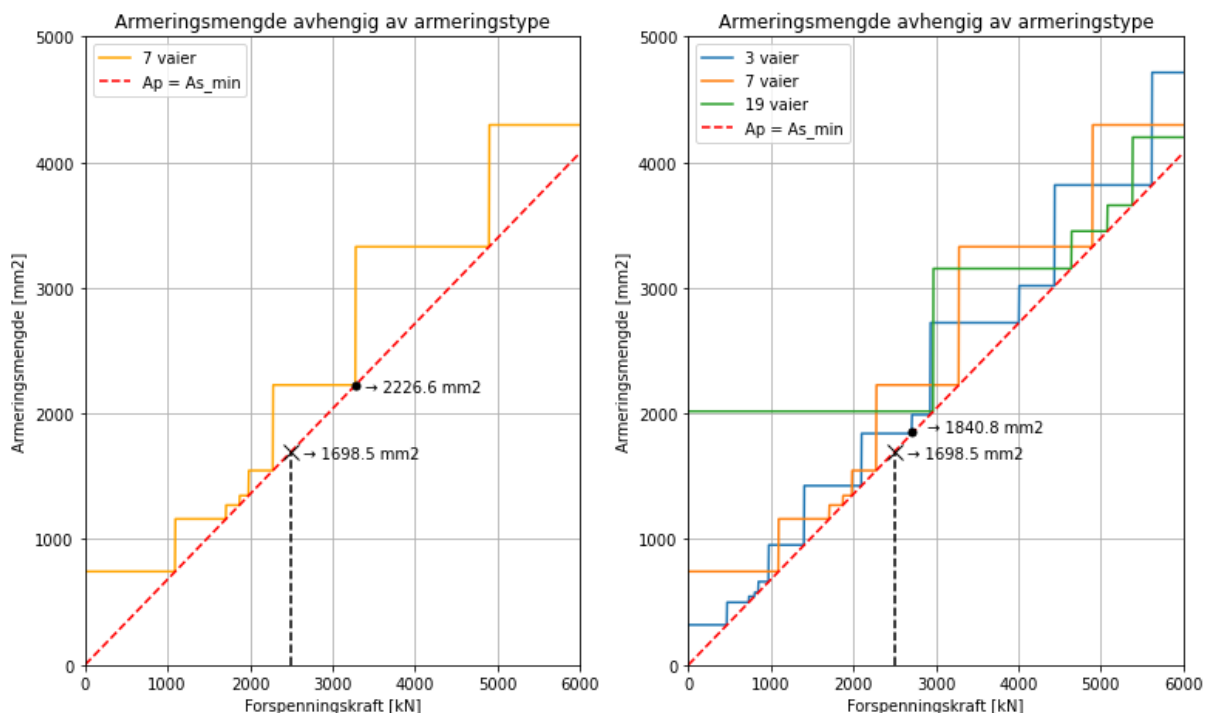 Armeringsmengde avhengig av armeringstype
7 vaier
Ap = As_min
5000
4000
3000
2000
1000
0
Armeringsmengde [mm2]
→ 2226.6 mm2
→ 1698.5 mm2
0 1000 2000 3000 4000 5000 6000
Forspenningskraft [kN]
Armeringsmengde avhengig av armeringstype
3 vaier
7 vaier
19 vaier
Ap = As_min
5000
4000
3000
2000
1000
0
Armeringsmengde [mm2]
→ 1840.8 mm2
→ 1698.5 mm2
0 1000 2000 3000 4000 5000 6000
Forspenningskraft [kN]